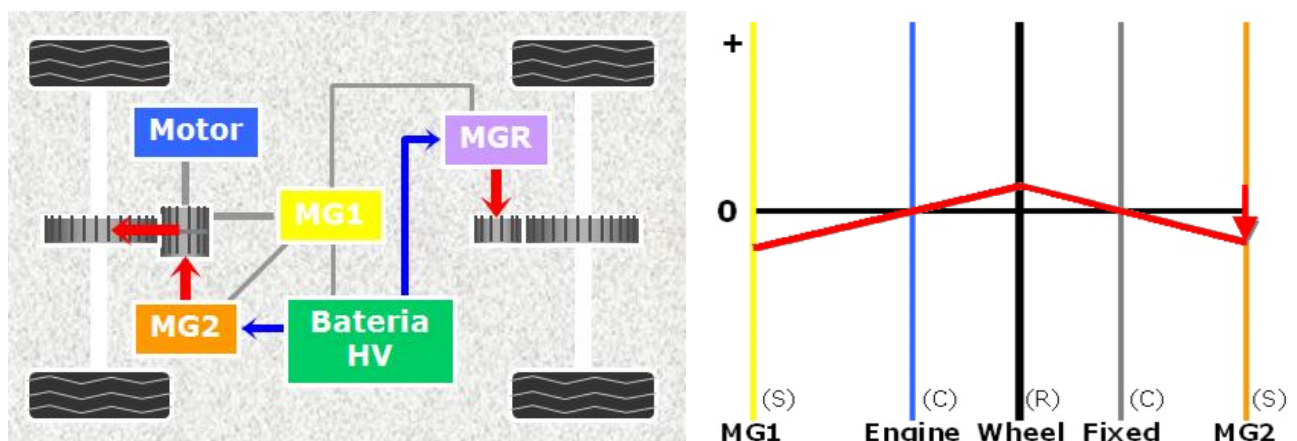 Motor
MGR
MG1
MG2
Bateria
HV
+
0
(S) (C) (R) (C) (S)
MG1 Engine Wheel Fixed MG2